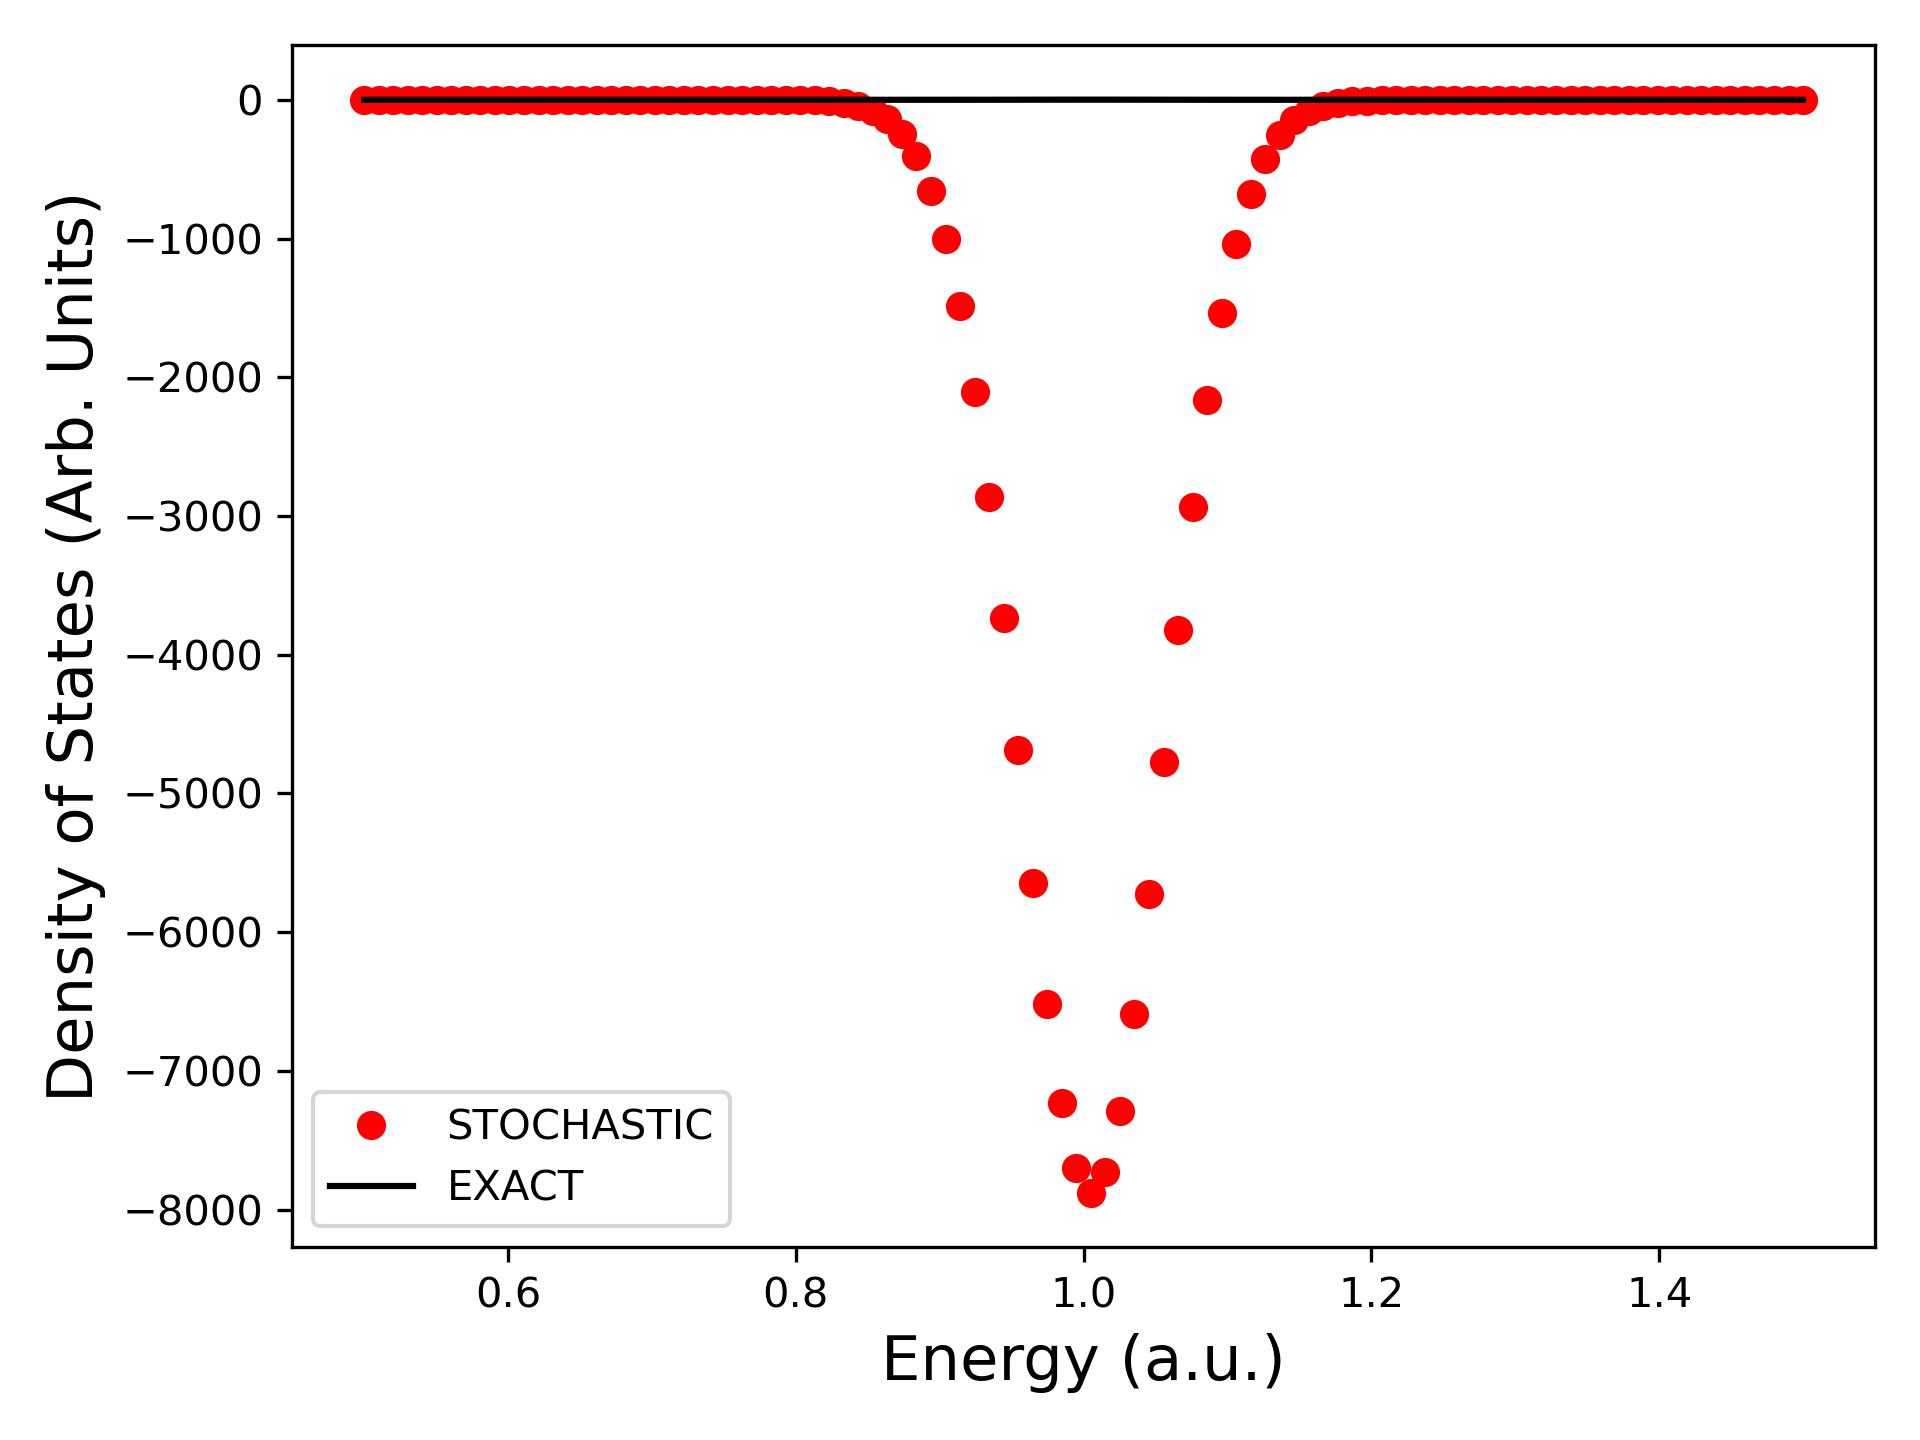 Density of States (Arb. Units)
0
−1000
−2000
−3000
−4000
−5000
−6000
−7000
−8000
STOCHASTIC
EXACT
0.6 0.8 1.0 1.2 1.4
Energy (a.u.)